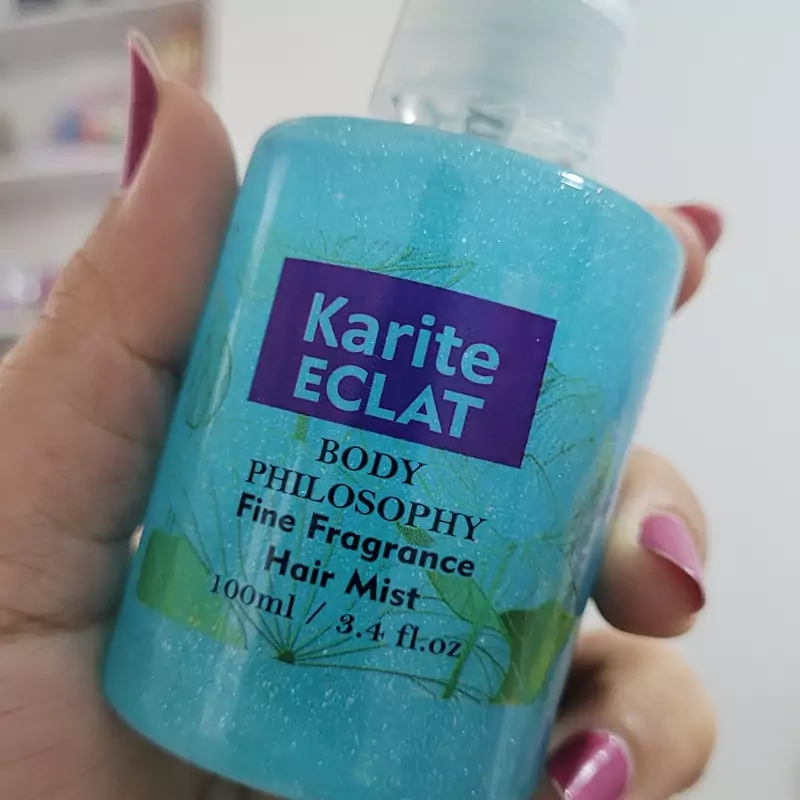 Karite
ECLAT
BODY
PHILOSOPHY
Fine Fragrance
Hair Mist
100ml / 3.4 fl.oz